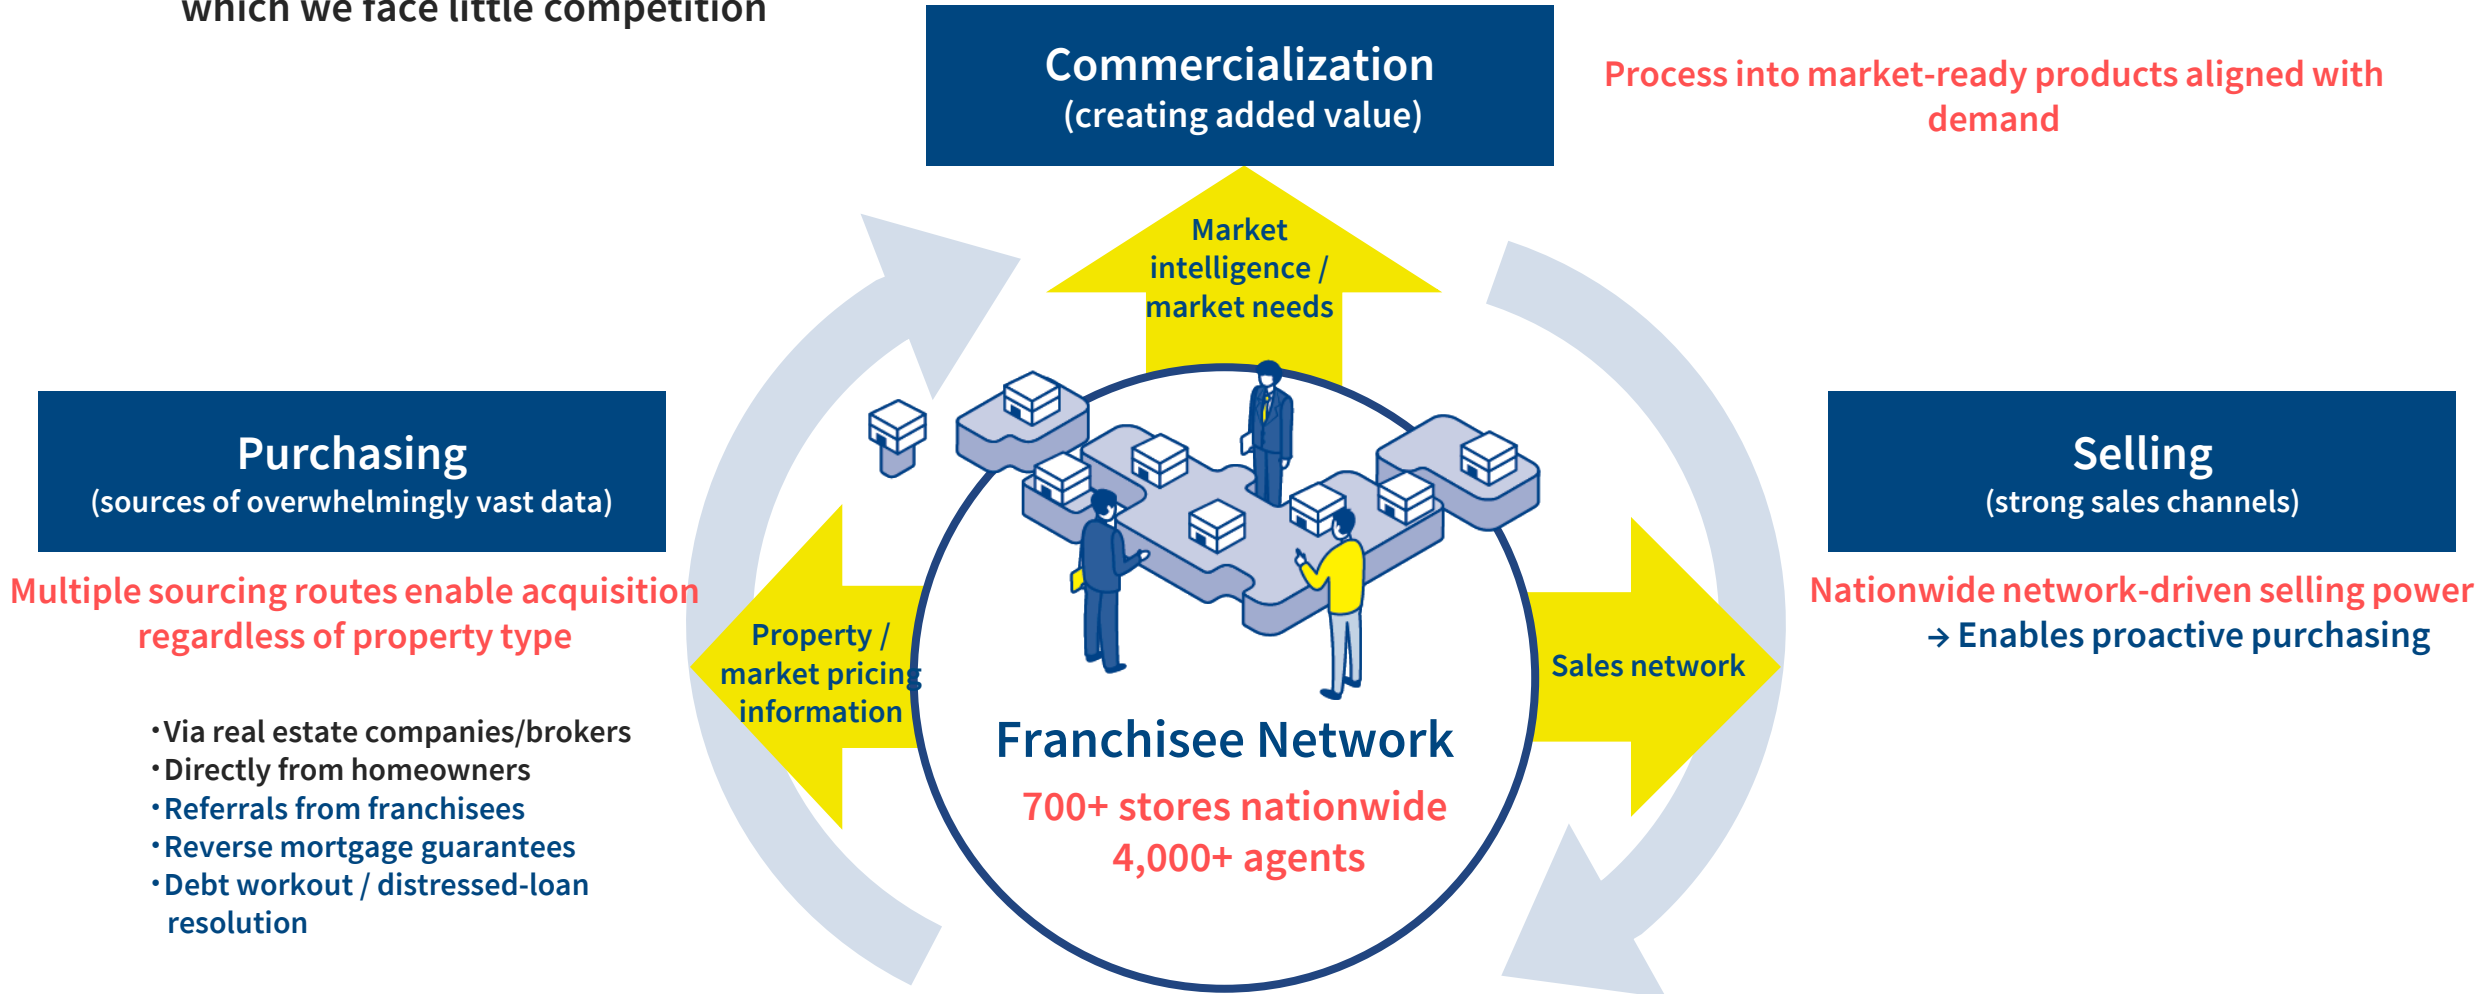 which we face little competition
Commercialization
(creating added value)
Process into market-ready products aligned with
demand
Market
intelligence /
market needs
Purchasing
(sources of overwhelmingly vast data)
Multiple sourcing routes enable acquisition
regardless of property type
・Via real estate companies/brokers
・Directly from homeowners
・Referrals from franchisees
・Reverse mortgage guarantees
・Debt workout / distressed-loan
resolution
Property /
market pricing
information
Franchisee Network
700+ stores nationwide
4,000+ agents
Sales network
Selling
(strong sales channels)
Nationwide network-driven selling power
→ Enables proactive purchasing